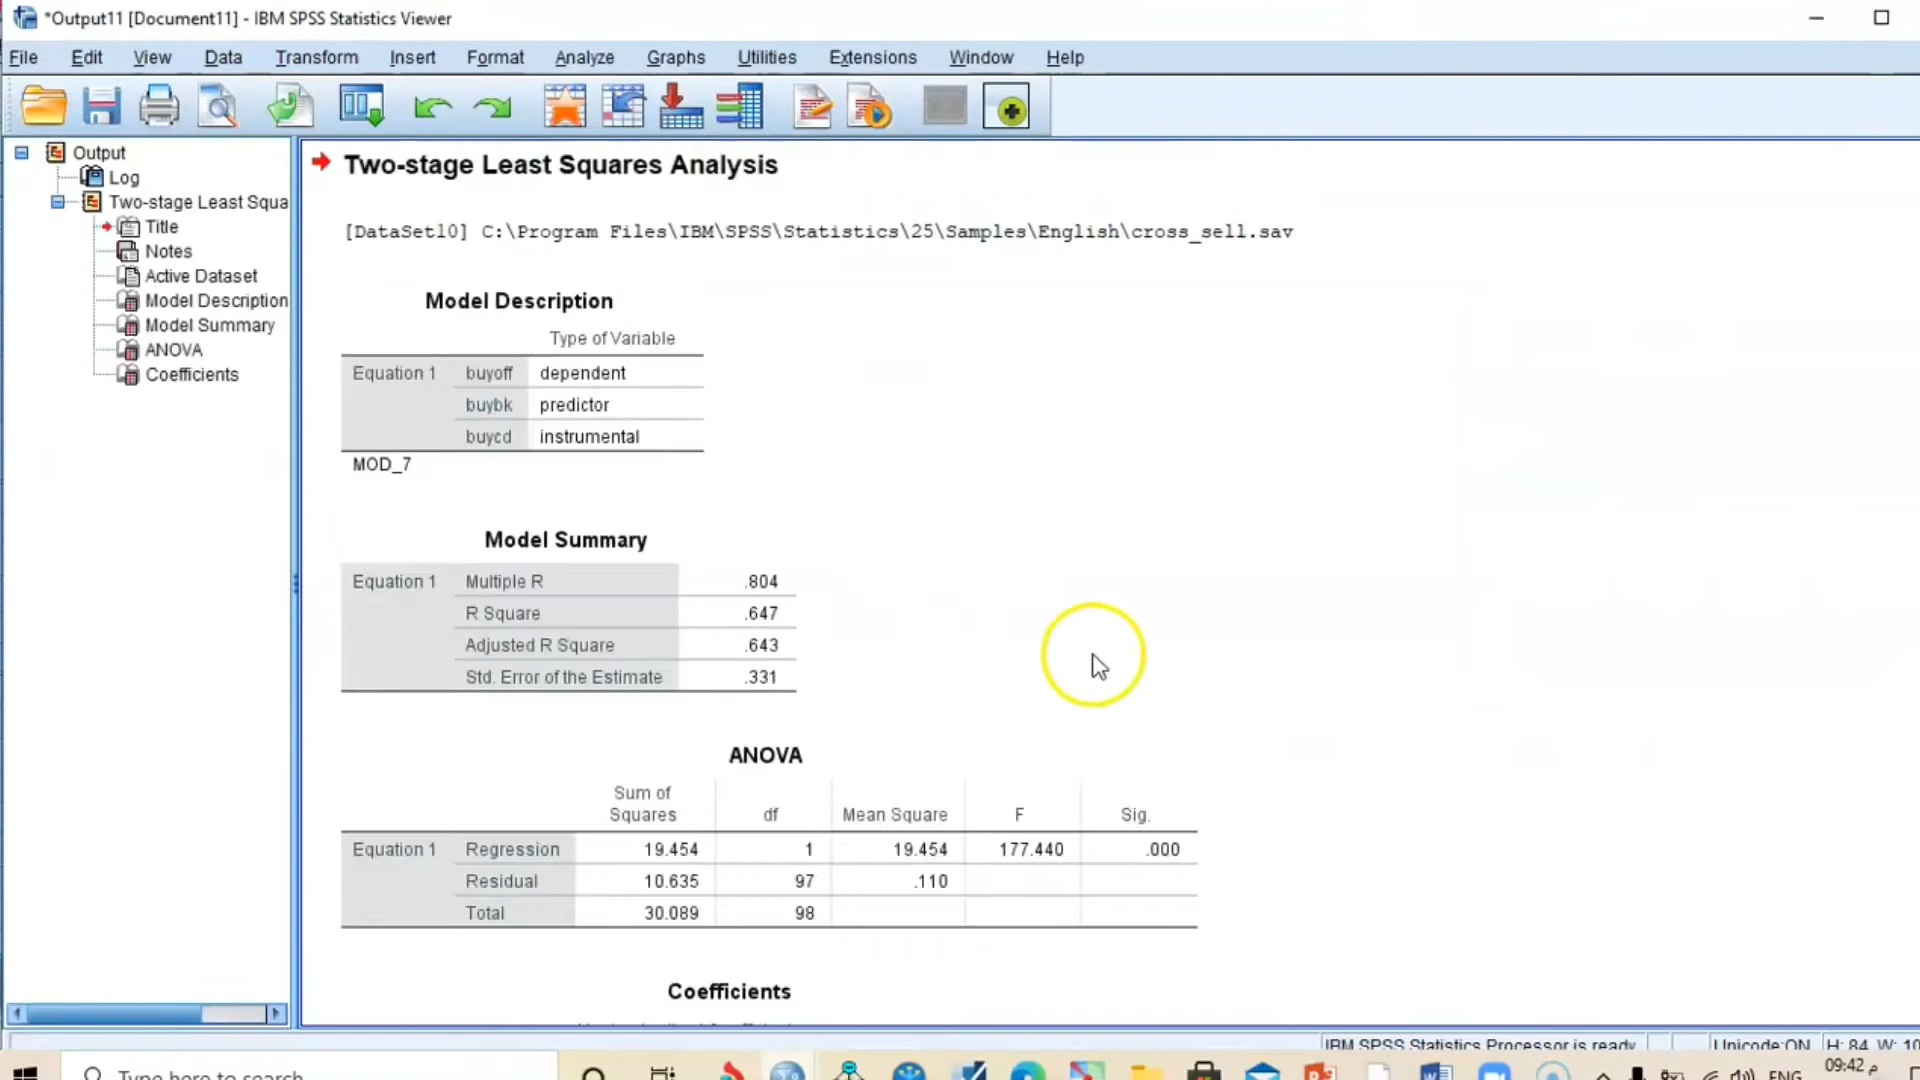 *Output11 [Document11] - IBM SPSS Statistics Viewer
File Edit View Data Transform Insert Format Analyze Graphs Utilities Extensions Window Help
Output
Log
Two-stage Least Squa
Title
Notes
Active Dataset
Model Description
Model Summary
ANOVA
Coefficients
Two-stage Least Squares Analysis
[DataSet10] C:\Program Files\IBM\SPSS\Statistics\25\Samples\English\cross_sell.sav
Model Description
Type of Variable
Equation 1 buyoff dependent
buybk predictor
buycd instrumental
MOD_7
Model Summary
Equation 1 Multiple R .804
R Square .647
Adjusted R Square .643
Std. Error of the Estimate .331
ANOVA
Sum of
Squares df Mean Square F Sig.
Equation 1 Regression 19.454 1 19.454 177.440 .000
Residual 10.635 97 .110
Total 30.089 98
Coefficients
IBM SPSS Statistics Processor is ready Unicode:ON H: 84, W: 10
Type here to search ENG 09:42 م